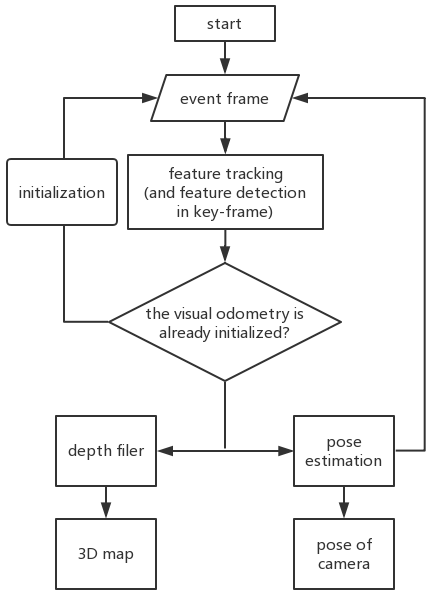 start
event frame
feature tracking
(and feature detection
in key-frame)
initialization
the visual odometry is
already initialized?
depth filer
pose
estimation
3D map
pose of
camera